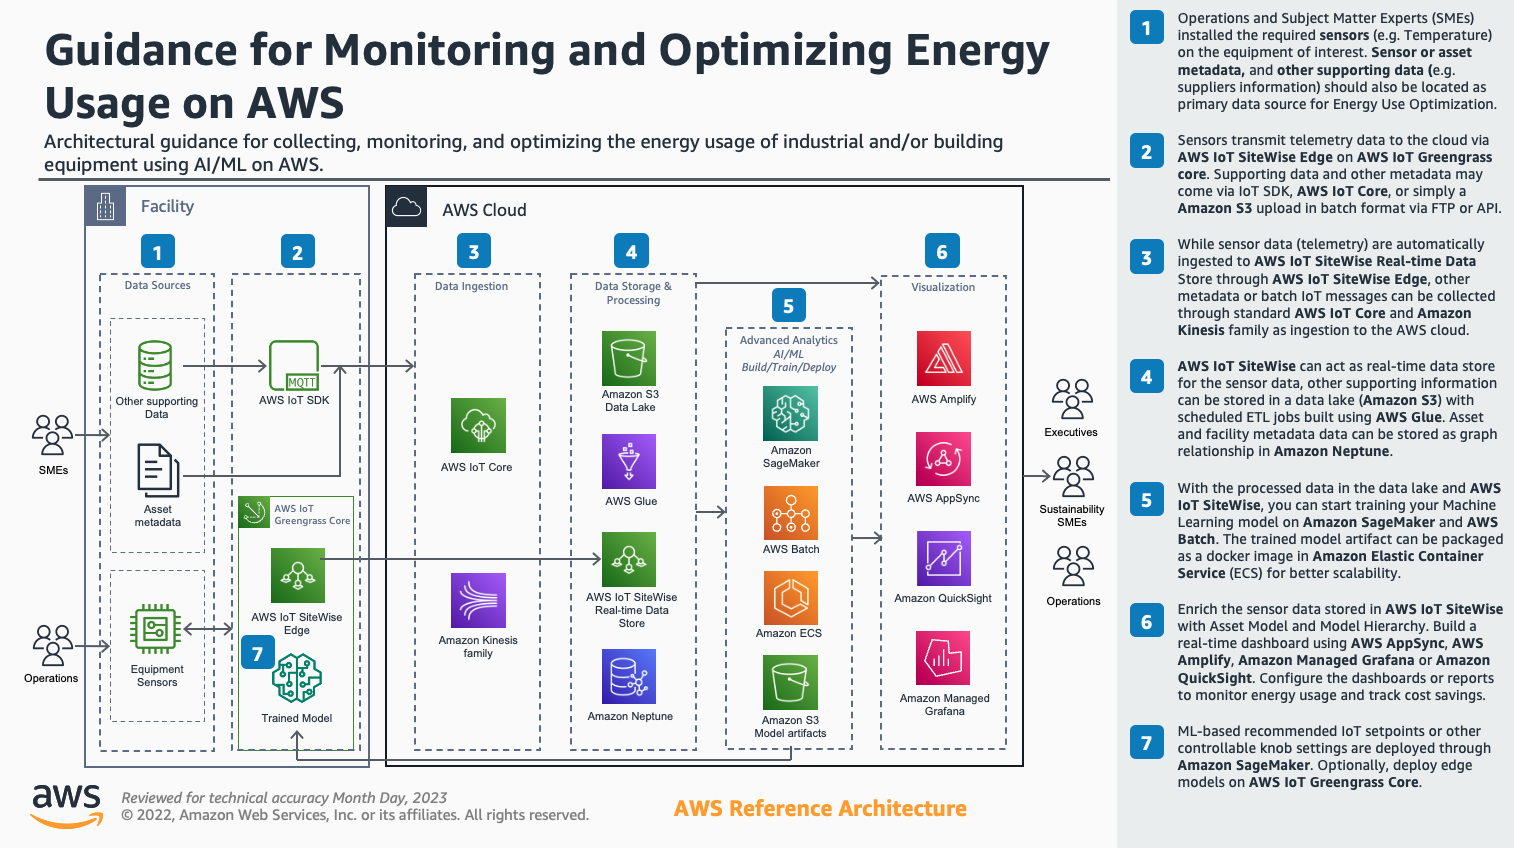 Guidance for Monitoring and Optimizing Energy
Usage on AWS
Architectural guidance for collecting, monitoring, and optimizing the energy usage of industrial and/or building
equipment using AI/ML on AWS.
Facility
1
Data Sources
Other supporting
Data
Asset
metadata
Equipment
Sensors
SMEs
Operations
2
MQTT
AWS IoT SDK
AWS IoT
Greengrass Core
AWS IoT SiteWise
Edge
7
Trained Model
AWS Cloud
3
Data Ingestion
AWS IoT Core
Amazon Kinesis
family
4
Data Storage &
Processing
Amazon S3
Data Lake
AWS Glue
AWS IoT SiteWise
Real-time Data
Store
Amazon Neptune
5
Advanced Analytics
AI/ML
Build/Train/Deploy
Amazon
SageMaker
AWS Batch
Amazon ECS
Amazon S3
Model artifacts
6
Visualization
AWS Amplify
AWS AppSync
Amazon QuickSight
Amazon Managed
Grafana
Executives
Sustainability
SMEs
Operations
aws
Reviewed for technical accuracy Month Day, 2023
© 2022, Amazon Web Services, Inc. or its affiliates. All rights reserved.
AWS Reference Architecture
1
Operations and Subject Matter Experts (SMEs)
installed the required sensors (e.g. Temperature)
on the equipment of interest. Sensor or asset
metadata, and other supporting data (e.g.
suppliers information) should also be located as
primary data source for Energy Use Optimization.
2
Sensors transmit telemetry data to the cloud via
AWS IoT SiteWise Edge on AWS IoT Greengrass
core. Supporting data and other metadata may
come via IoT SDK, AWS IoT Core, or simply a
Amazon S3 upload in batch format via FTP or API.
3
While sensor data (telemetry) are automatically
ingested to AWS IoT SiteWise Real-time Data
Store through AWS IoT SiteWise Edge, other
metadata or batch IoT messages can be collected
through standard AWS IoT Core and Amazon
Kinesis family as ingestion to the AWS cloud.
4
AWS IoT SiteWise can act as real-time data store
for the sensor data, other supporting information
can be stored in a data lake (Amazon S3) with
scheduled ETL jobs built using AWS Glue. Asset
and facility metadata data can be stored as graph
relationship in Amazon Neptune.
5
With the processed data in the data lake and AWS
IoT SiteWise, you can start training your Machine
Learning model on Amazon SageMaker and AWS
Batch. The trained model artifact can be packaged
as a docker image in Amazon Elastic Container
Service (ECS) for better scalability.
6
Enrich the sensor data stored in AWS IoT SiteWise
with Asset Model and Model Hierarchy. Build a
real-time dashboard using AWS AppSync, AWS
Amplify, Amazon Managed Grafana or Amazon
QuickSight. Configure the dashboards or reports
to monitor energy usage and track cost savings.
7
ML-based recommended IoT setpoints or other
controllable knob settings are deployed through
Amazon SageMaker. Optionally, deploy edge
models on AWS IoT Greengrass Core.